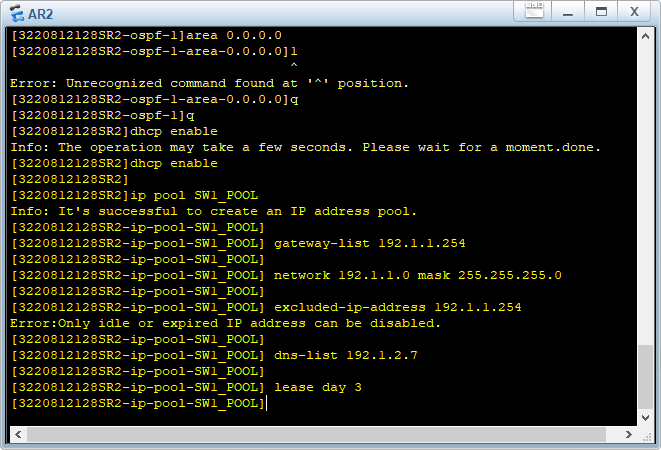 AR2
[3220812128SR2-ospf-1]area 0.0.0.0
[3220812128SR2-ospf-1-area-0.0.0.0]l
^
Error: Unrecognized command found at '^' position.
[3220812128SR2-ospf-1-area-0.0.0.0]q
[3220812128SR2-ospf-1]q
[3220812128SR2]dhcp enable
Info: The operation may take a few seconds. Please wait for a moment.done.
[3220812128SR2]dhcp enable
[3220812128SR2]
[3220812128SR2]ip pool SW1_POOL
Info: It's successful to create an IP address pool.
[3220812128SR2-ip-pool-SW1_POOL]
[3220812128SR2-ip-pool-SW1_POOL] gateway-list 192.1.1.254
[3220812128SR2-ip-pool-SW1_POOL]
[3220812128SR2-ip-pool-SW1_POOL] network 192.1.1.0 mask 255.255.255.0
[3220812128SR2-ip-pool-SW1_POOL]
[3220812128SR2-ip-pool-SW1_POOL] excluded-ip-address 192.1.1.254
Error:Only idle or expired IP address can be disabled.
[3220812128SR2-ip-pool-SW1_POOL]
[3220812128SR2-ip-pool-SW1_POOL] dns-list 192.1.2.7
[3220812128SR2-ip-pool-SW1_POOL]
[3220812128SR2-ip-pool-SW1_POOL] lease day 3
[3220812128SR2-ip-pool-SW1_POOL]